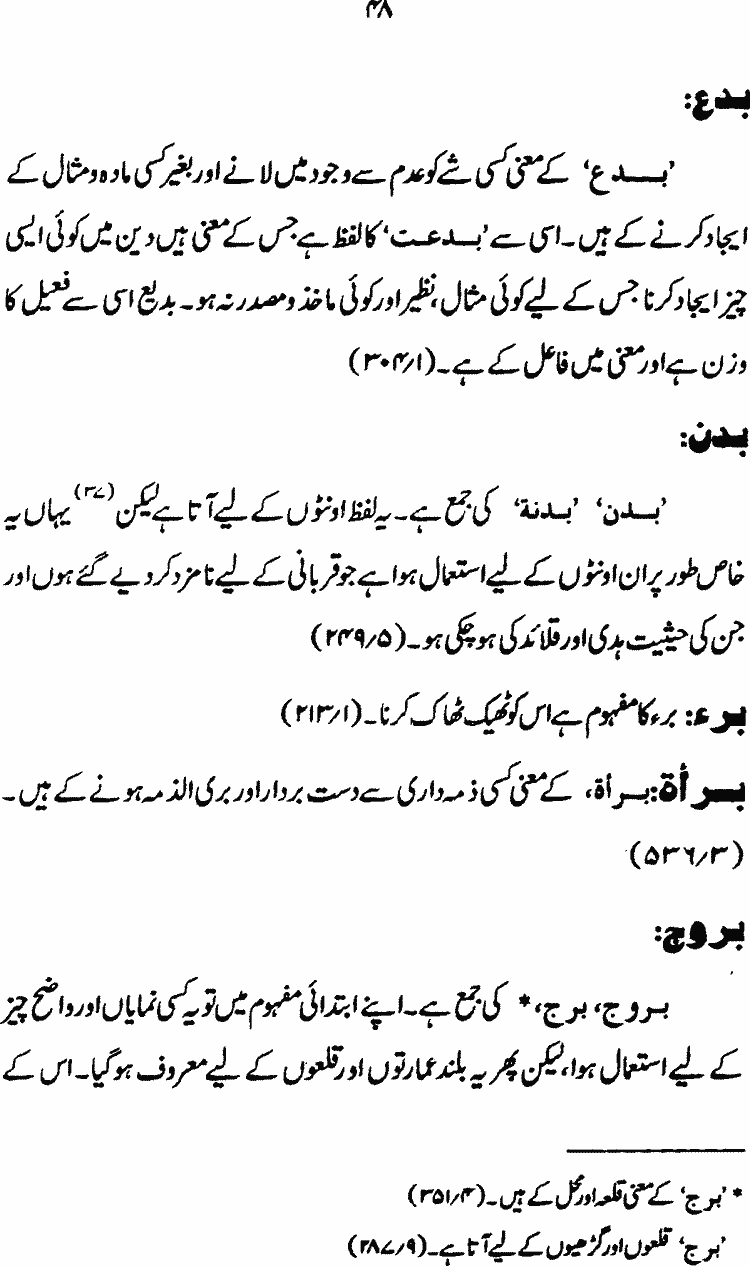 ۴۸
بدع:
’بدع‘ کے معنی کسی شے کو عدم سے وجود میں لانے اور بغیر کسی مادہ و مثال کے
ایجاد کرنے کے ہیں۔ اسی سے ’بدعت‘ کا لفظ ہے جس کے معنی ہیں دین میں کوئی ایسی
چیز ایجاد کرنا جس کے لیے کوئی مثال، نظیر اور کوئی ماخذ و مصدر نہ ہو۔ بدیع اسی سے فعیل کا
وزن ہے اور معنی میں فاعل کے ہے۔ (۳۰۴/۱)
بدن:
’بدن‘ ’بدنة‘ کی جمع ہے۔ یہ لفظ اونٹوں کے لیے آتا ہے لیکن (۳۷) یہاں یہ
خاص طور پر ان اونٹوں کے لیے استعمال ہوا ہے جو قربانی کے لیے نامزد کر دیے گئے ہوں اور
جن کی حیثیت ہدی اور قلائد کی ہو چکی ہو۔ (۲۴۹/۵)
برء: برء کا مفہوم ہے اس کو ٹھیک ٹھاک کرنا۔ (۲۱۳/۱)
برأة: برأة، کے معنی کسی ذمہ داری سے دست بردار اور بری الذمہ ہونے کے ہیں۔
(۵۳۶/۳)
بروج:
بروج، برج،* کی جمع ہے۔ اپنے ابتدائی مفہوم میں تو یہ کسی نمایاں اور واضح چیز
کے لیے استعمال ہوا، لیکن پھر یہ بلند عمارتوں اور قلعوں کے لیے معروف ہو گیا۔ اس کے
* ’برج‘ کے معنی قلعہ اور محل کے ہیں۔ (۳۵۱/۴)
’برج‘ قلعوں اور گڑھیوں کے لیے آتا ہے۔ (۲۸۷/۹)